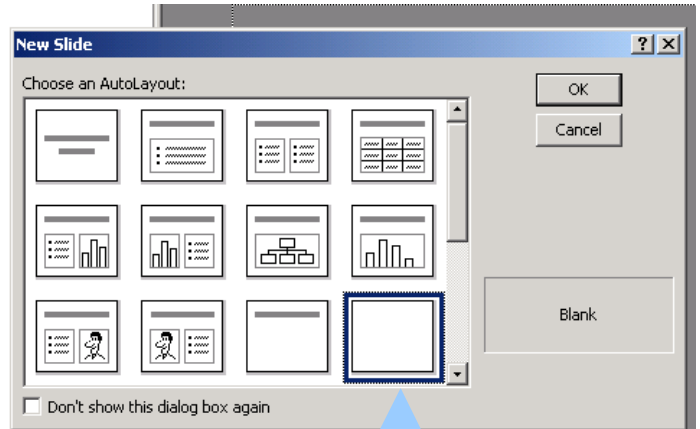 New Slide
Choose an AutoLayout:
OK
Cancel
Blank
Don't show this dialog box again